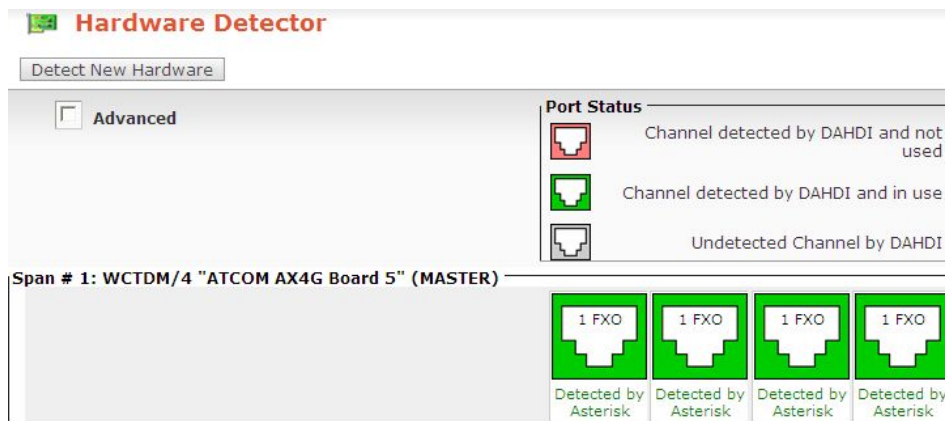 Hardware Detector
Detect New Hardware
Advanced
Port Status
Channel detected by DAHDI and not
used
Channel detected by DAHDI and in use
Undetected Channel by DAHDI
Span # 1: WCTDM/4 "ATCOM AX4G Board 5" (MASTER)
1 FXO 1 FXO 1 FXO 1 FXO
Detected by Detected by Detected by Detected by
Asterisk Asterisk Asterisk Asterisk